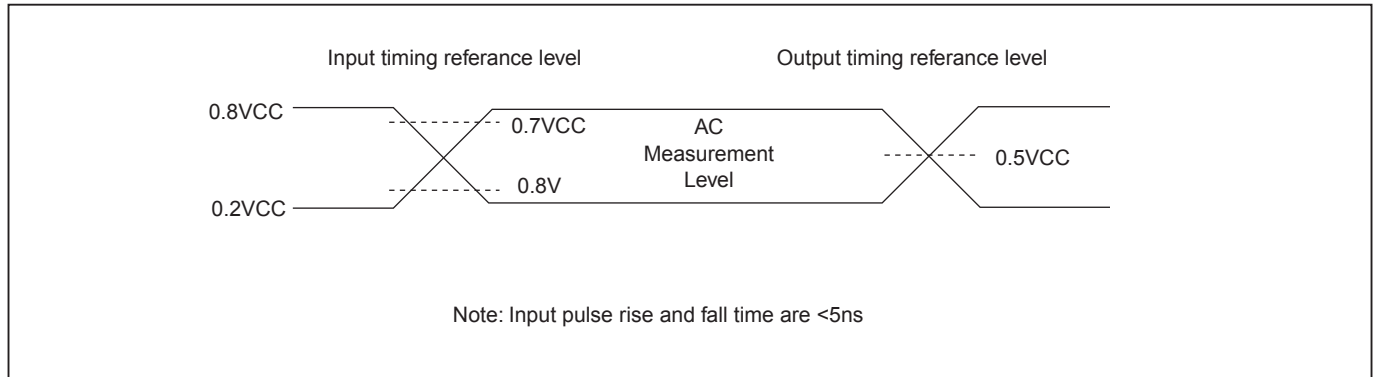 Input timing referance level
Output timing referance level
0.8VCC
0.7VCC
AC
Measurement
Level
0.5VCC
0.8V
0.2VCC
Note: Input pulse rise and fall time are <5ns